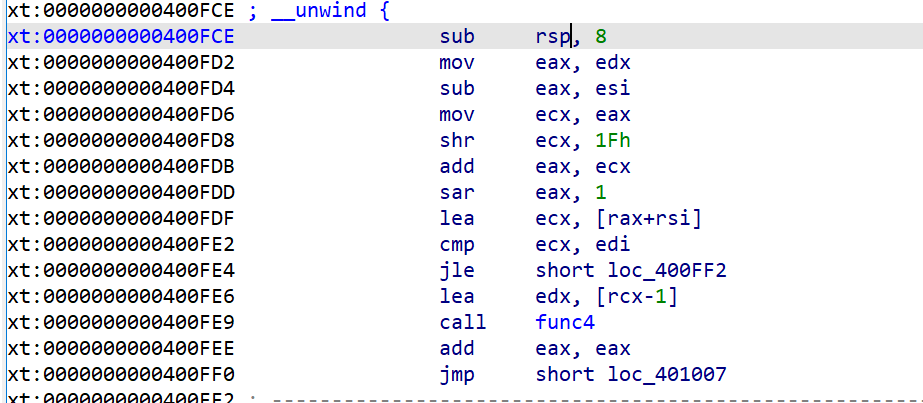 xt:0000000000400FCE ; __unwind {
xt:0000000000400FCE sub rsp, 8
xt:0000000000400FD2 mov eax, edx
xt:0000000000400FD4 sub eax, esi
xt:0000000000400FD6 mov ecx, eax
xt:0000000000400FD8 shr ecx, 1Fh
xt:0000000000400FDB add eax, ecx
xt:0000000000400FDD sar eax, 1
xt:0000000000400FDF lea ecx, [rax+rsi]
xt:0000000000400FE2 cmp ecx, edi
xt:0000000000400FE4 jle short loc_400FF2
xt:0000000000400FE6 lea edx, [rcx-1]
xt:0000000000400FE9 call func4
xt:0000000000400FEE add eax, eax
xt:0000000000400FF0 jmp short loc_401007
xt:0000000000400FF2 ; ---------------------------------------------------